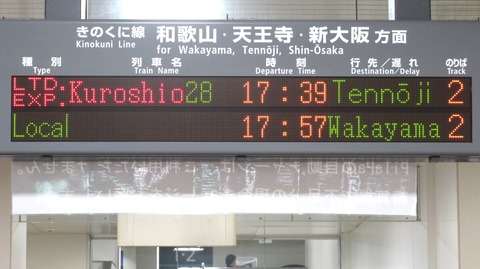 きのくに線 和歌山・天王寺・新大阪 方面
Kinokuni Line for Wakayama, Tennōji, Shin-Ōsaka
種別 列車名 時刻 行先/遅れ のりば
Type Train Name Departure Time Destination/Delay Track
LTD. EXP. Kuroshio28 17:39 Tennōji 2
Local 17:57 Wakayama 2